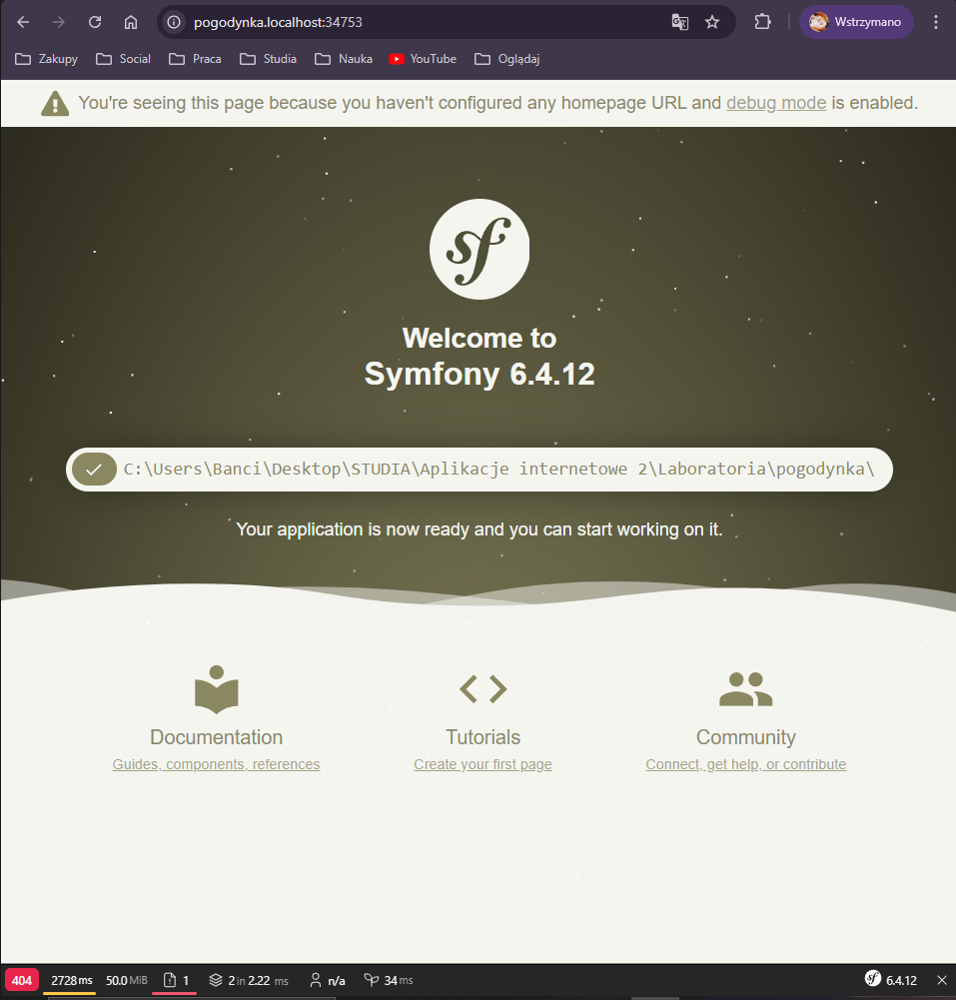 pogodynka.localhost:34753
Wstrzymano
Zakupy Social Praca Studia Nauka YouTube Oglądaj
You're seeing this page because you haven't configured any homepage URL and debug mode is enabled.
sf
Welcome to
Symfony 6.4.12
C:\Users\Banci\Desktop\STUDIA\Aplikacje internetowe 2\Laboratoria\pogodynka\
Your application is now ready and you can start working on it.
Documentation Tutorials Community
Guides, components, references Create your first page Connect, get help, or contribute
404 2728 ms 50.0 MiB 1 2 in 2.22 ms n/a 34 ms sf 6.4.12